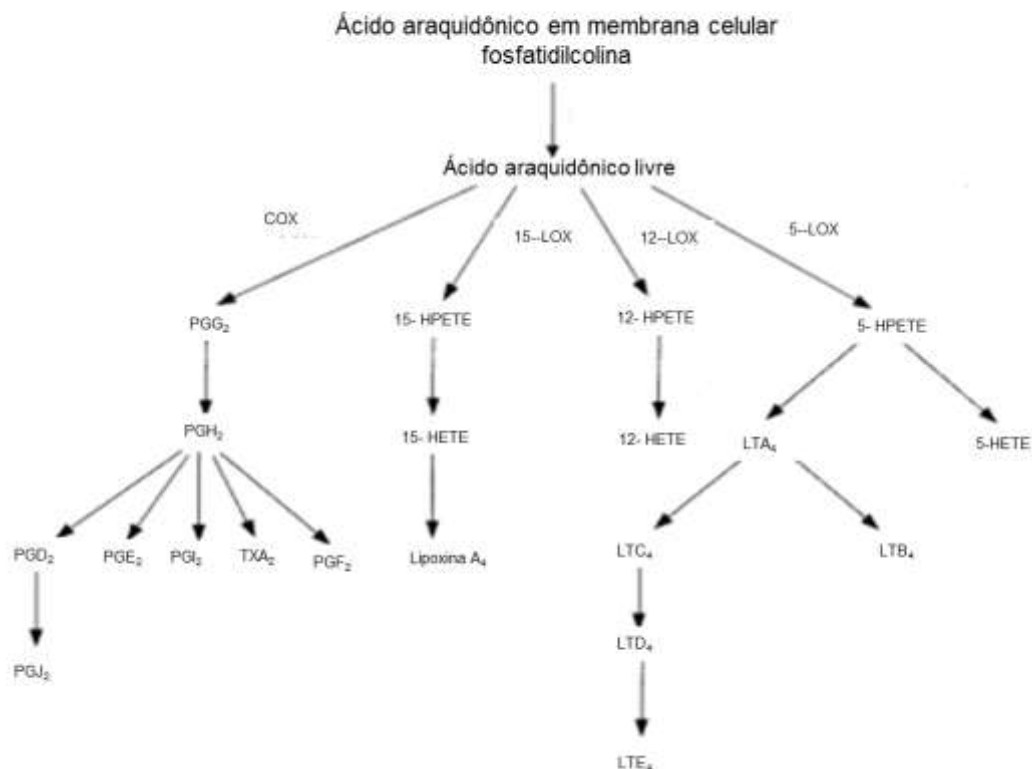 Ácido araquidônico em membrana celular
fosfatidilcolina
Ácido araquidônico livre
COX
15--LOX
12--LOX
5--LOX
PGG₂
15- HPETE
12- HPETE
5- HPETE
PGH₂
15- HETE
12- HETE
LTA₄
5-HETE
PGD₂
PGE₂
PGI₂
TXA₂
PGF₂
Lipoxina A₄
LTC₄
LTB₄
LTD₄
PGJ₂
LTE₄